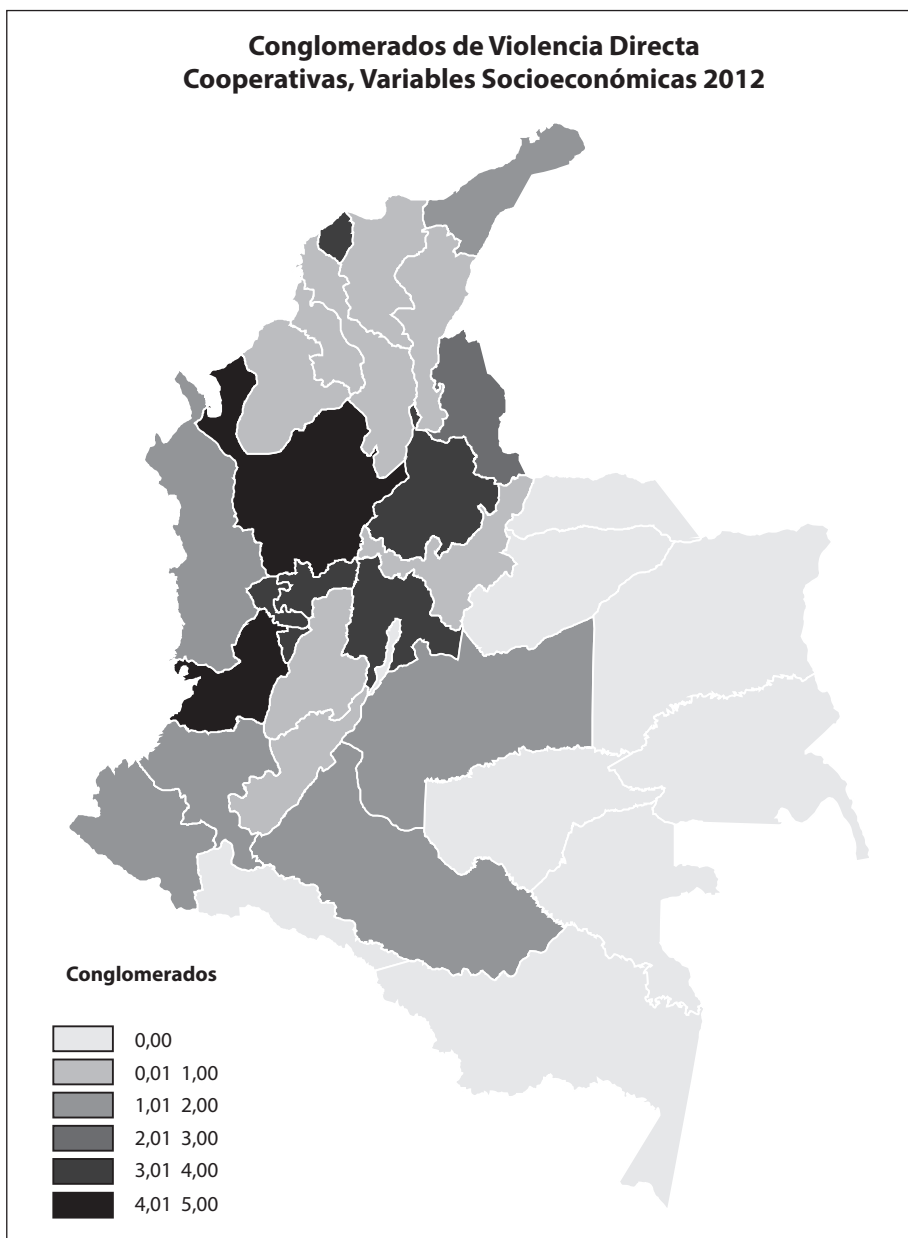 Conglomerados de Violencia Directa
Cooperativas, Variables Socioeconómicas 2012
Conglomerados
0,00
0,01 1,00
1,01 2,00
2,01 3,00
3,01 4,00
4,01 5,00